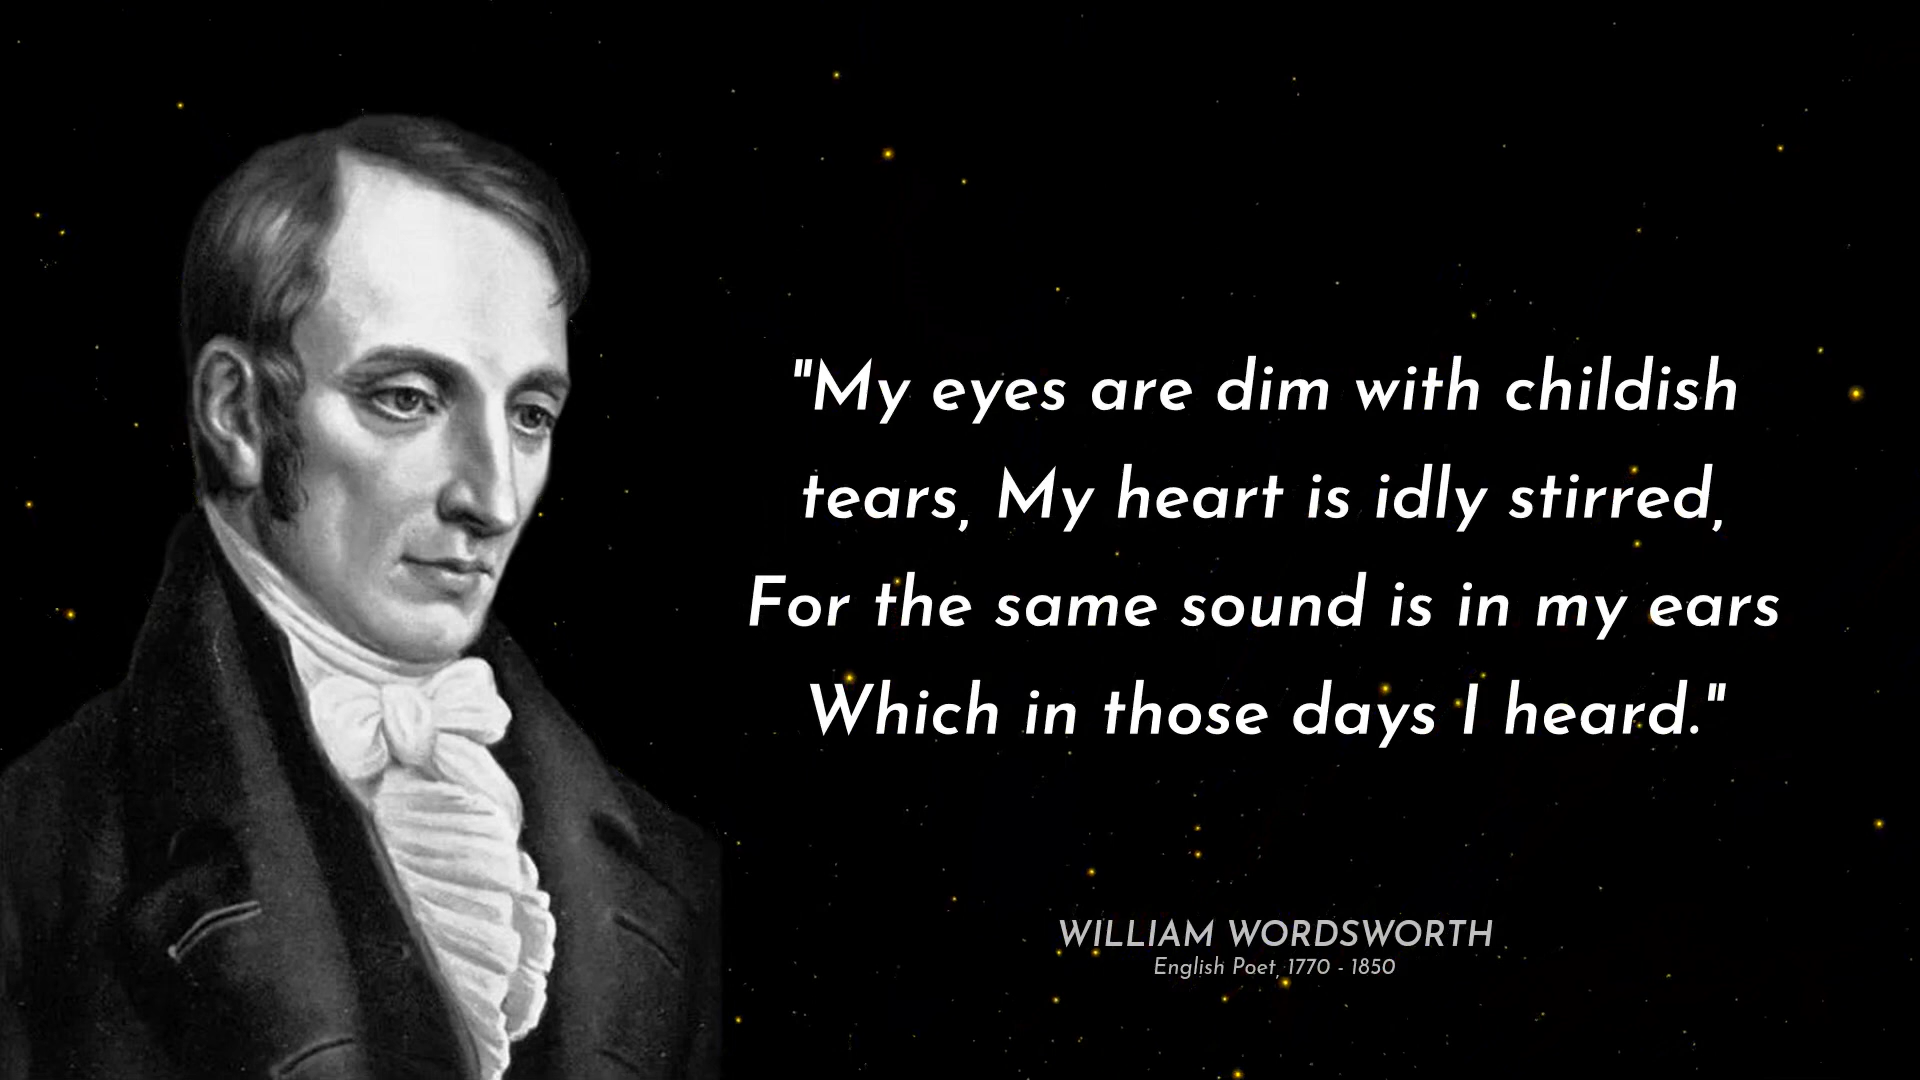 "My eyes are dim with childish
tears, My heart is idly stirred,
For the same sound is in my ears
Which in those days I heard."
WILLIAM WORDSWORTH
English Poet, 1770 - 1850